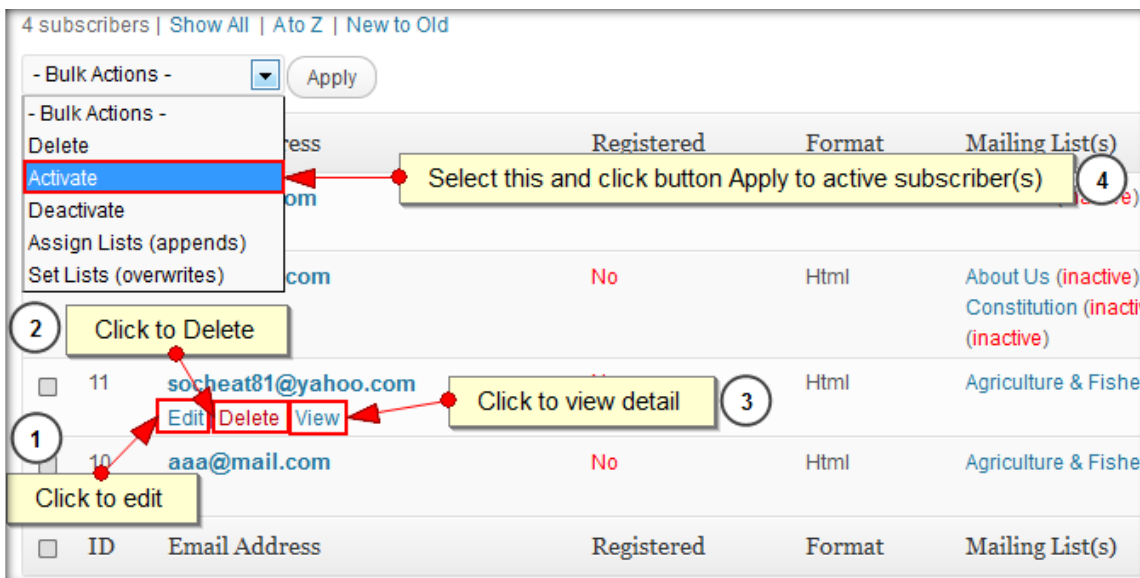 4 subscribers | Show All | A to Z | New to Old
- Bulk Actions - Apply
- Bulk Actions -
Delete
Registered Format Mailing List(s)
Activate
Select this and click button Apply to active subscriber(s) 4
Deactivate
Assign Lists (appends)
Set Lists (overwrites)
com No Html About Us (inactive)
Constitution
(inactive)
2 Click to Delete
11 socheat81@yahoo.com Html Agriculture &
Edit Delete View
Click to view detail 3
1
10 aaa@mail.com No Html Agriculture &
Click to edit
ID Email Address Registered Format Mailing List(s)